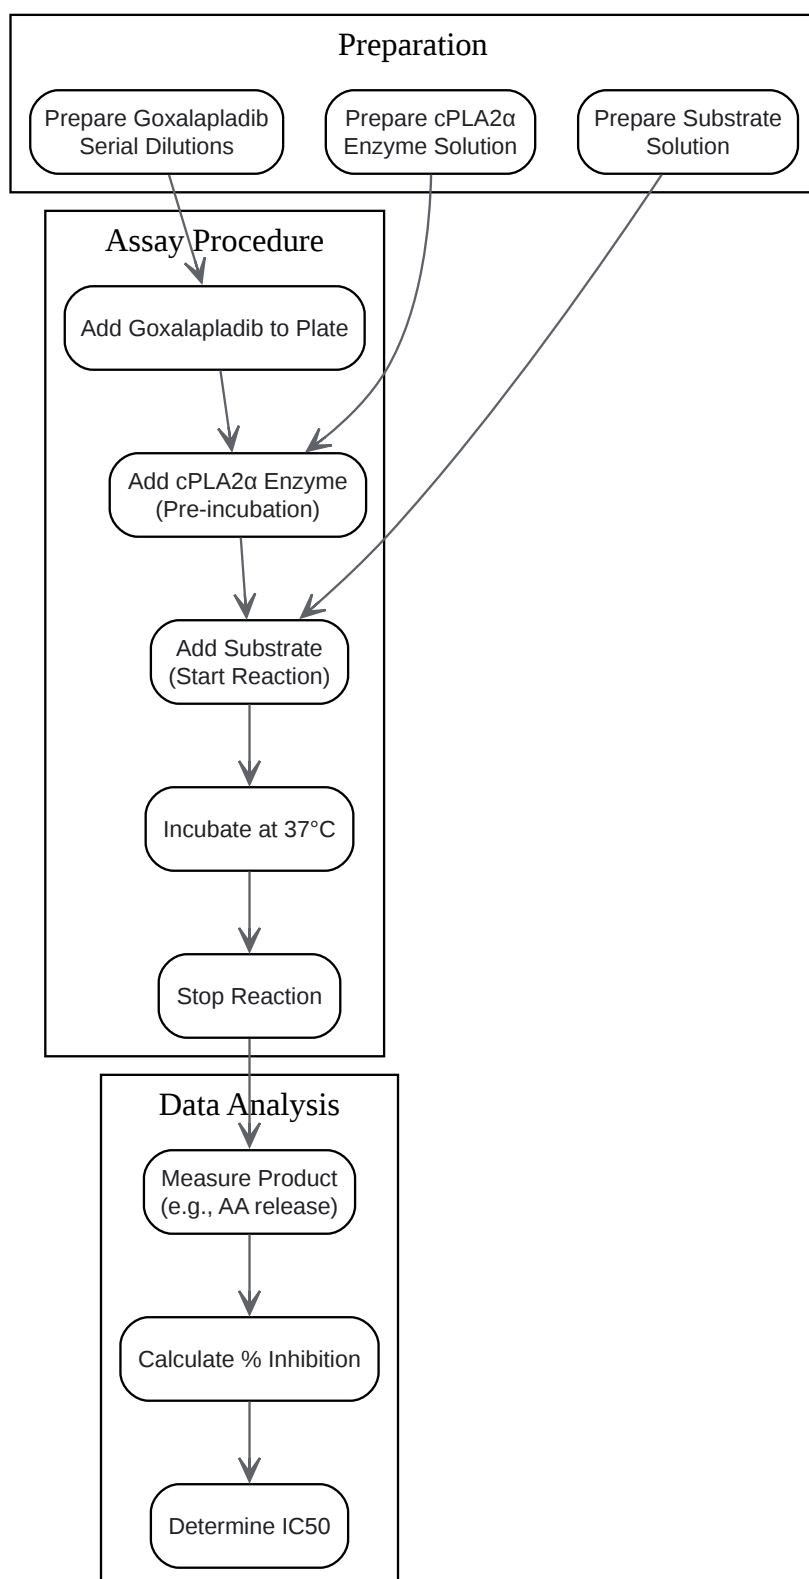 Preparation
Prepare Goxalapladib
Serial Dilutions
Prepare cPLA2α
Enzyme Solution
Prepare Substrate
Solution
Assay Procedure
Add Goxalapladib to Plate
Add cPLA2α Enzyme
(Pre-incubation)
Add Substrate
(Start Reaction)
Incubate at 37°C
Stop Reaction
Data Analysis
Measure Product
(e.g., AA release)
Calculate % Inhibition
Determine IC50